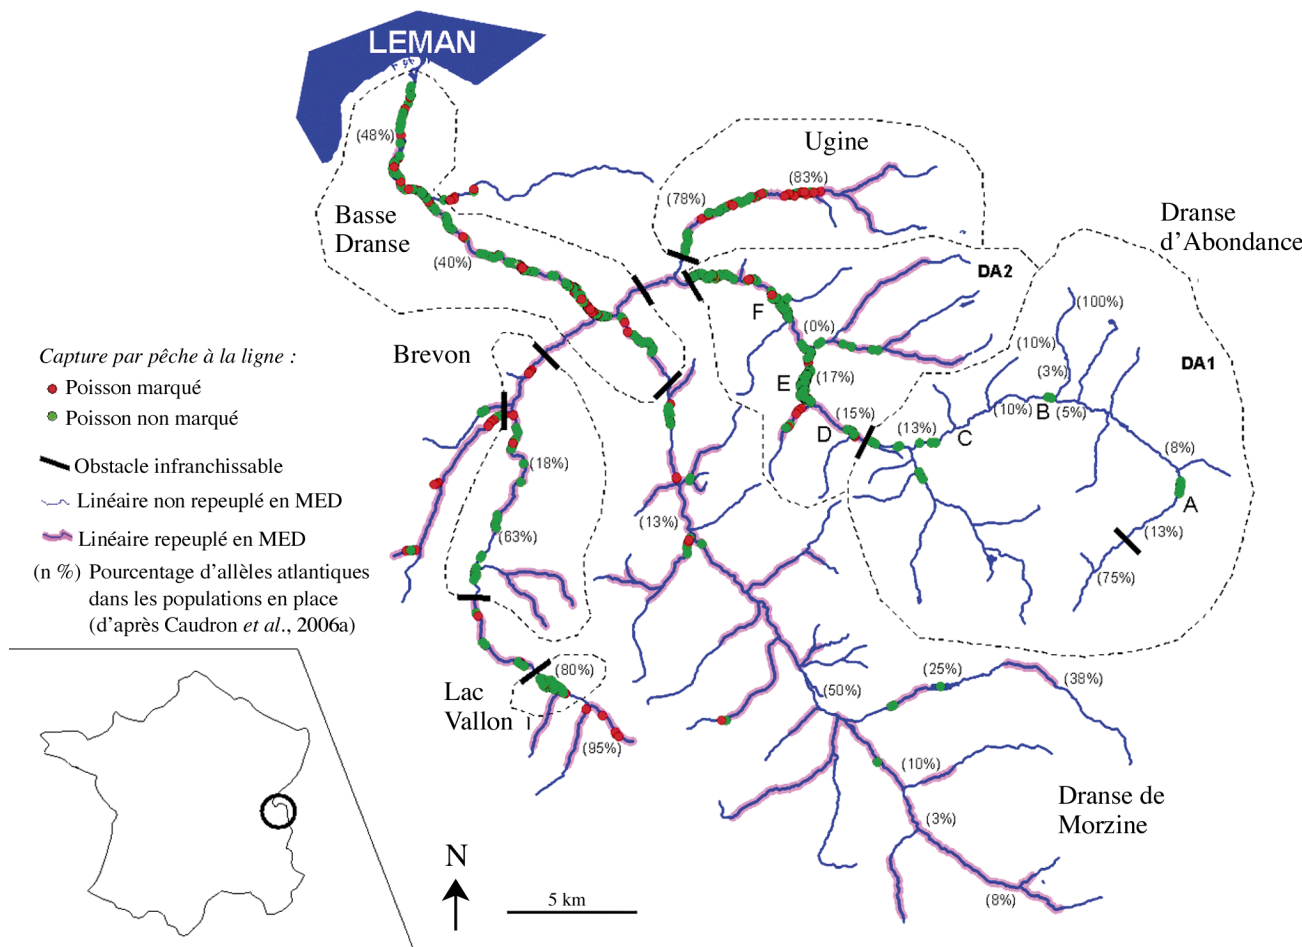 LEMAN
Ugine
(48%)
(83%)
(78%)
Basse
Dranse
(40%)
Dranse
d'Abondance
DA2
(100%)
F
(0%)
(10%)
DA1
(3%)
Brevon
E
(17%)
(10%)
B
(5%)
(15%)
D
(13%)
C
(8%)
A
(13%)
(75%)
Capture par pêche à la ligne :
Poisson marqué
Poisson non marqué
Obstacle infranchissable
Linéaire non repeuplé en MED
Linéaire repeuplé en MED
(n %) Pourcentage d'allèles atlantiques
dans les populations en place
(d'après Caudron et al., 2006a)
(18%)
(63%)
(13%)
(80%)
Lac
Vallon
(95%)
(50%)
(25%)
(38%)
(10%)
(3%)
(8%)
Dranse de
Morzine
N
5 km